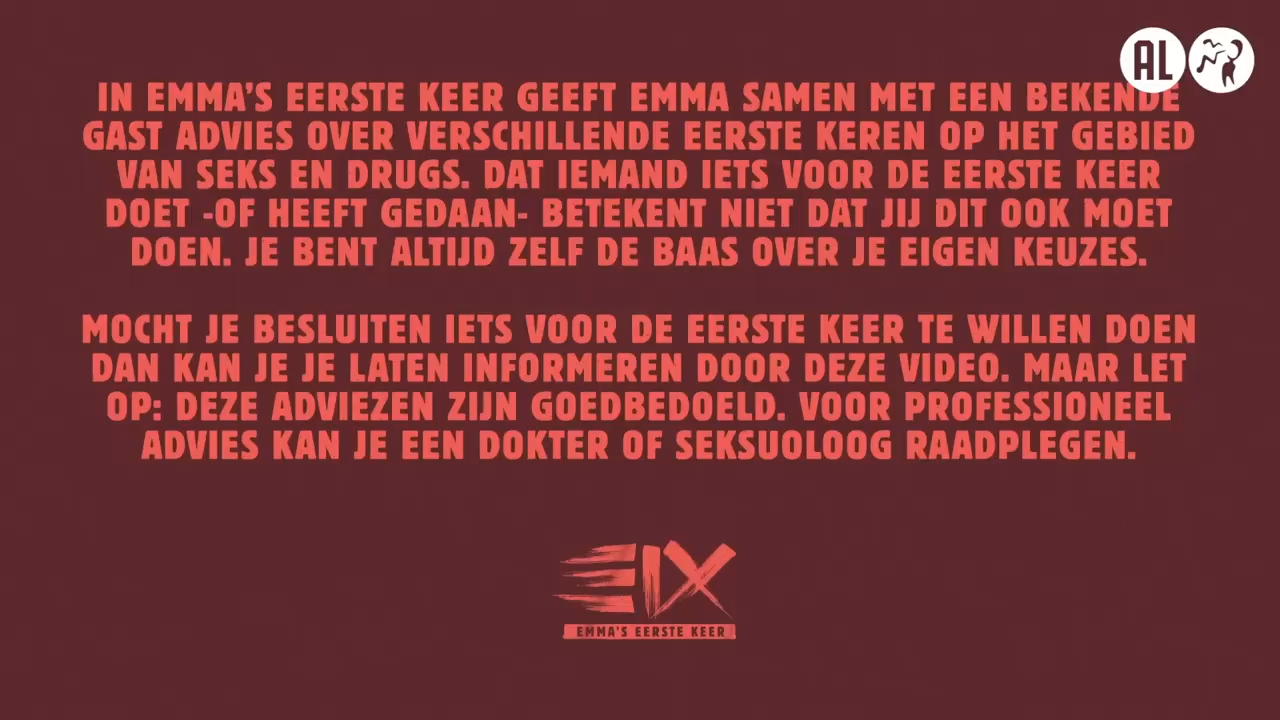 AL
IN EMMA'S EERSTE KEER GEEFT EMMA SAMEN MET EEN BEKENDE
GAST ADVIES OVER VERSCHILLENDE EERSTE KEREN OP HET GEBIED
VAN SEKS EN DRUGS. DAT IEMAND IETS VOOR DE EERSTE KEER
DOET -OF HEEFT GEDAAN- BETEKENT NIET DAT JIJ DIT OOK MOET
DOEN. JE BENT ALTIJD ZELF DE BAAS OVER JE EIGEN KEUZES.
MOCHT JE BESLUITEN IETS VOOR DE EERSTE KEER TE WILLEN DOEN
DAN KAN JE JE LATEN INFORMEREN DOOR DEZE VIDEO. MAAR LET
OP: DEZE ADVIEZEN ZIJN GOEDBEDOELD. VOOR PROFESSIONEEL
ADVIES KAN JE EEN DOKTER OF SEKSUOLOOG RAADPLEGEN.
E1X
EMMA'S EERSTE KEER